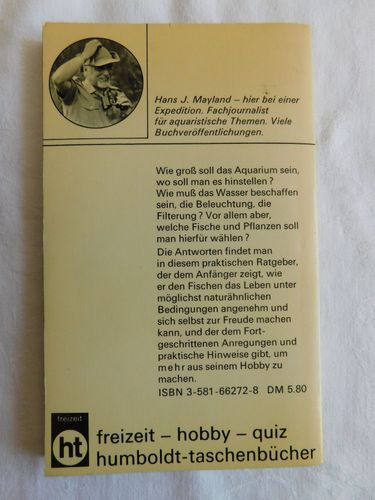 Hans J. Mayland – hier bei einer
Expedition. Fachjournalist
für aquaristische Themen. Viele
Buchveröffentlichungen.
Wie groß soll das Aquarium sein,
wo soll man es hinstellen?
Wie muß das Wasser beschaffen
sein, die Beleuchtung, die
Filterung? Vor allem aber,
welche Fische und Pflanzen soll
man hierfür wählen?
Die Antworten findet man
in diesem praktischen Ratgeber,
der dem Anfänger zeigt, wie
er den Fischen das Leben unter
möglichst naturähnlichen
Bedingungen angenehm und
sich selbst zur Freude machen
kann, und der dem Fort-
geschrittenen Anregungen und
praktische Hinweise gibt, um
mehr aus seinem Hobby zu
machen.
ISBN 3-581-66272-8 DM 5.80
freizeit
ht
freizeit – hobby – quiz
humboldt-taschenbücher